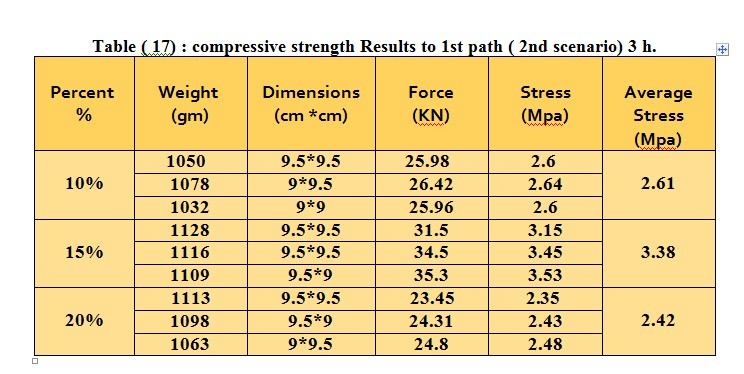 Table ( 17) : compressive strength Results to 1st path ( 2nd scenario) 3 h.
Percent % Weight (gm) Dimensions (cm *cm) Force (KN) Stress (Mpa) Average Stress (Mpa)
10% 1050 9.5*9.5 25.98 2.6 2.61
1078 9*9.5 26.42 2.64
1032 9*9 25.96 2.6
15% 1128 9.5*9.5 31.5 3.15 3.38
1116 9.5*9.5 34.5 3.45
1109 9.5*9 35.3 3.53
20% 1113 9.5*9.5 23.45 2.35 2.42
1098 9.5*9 24.31 2.43
1063 9*9.5 24.8 2.48